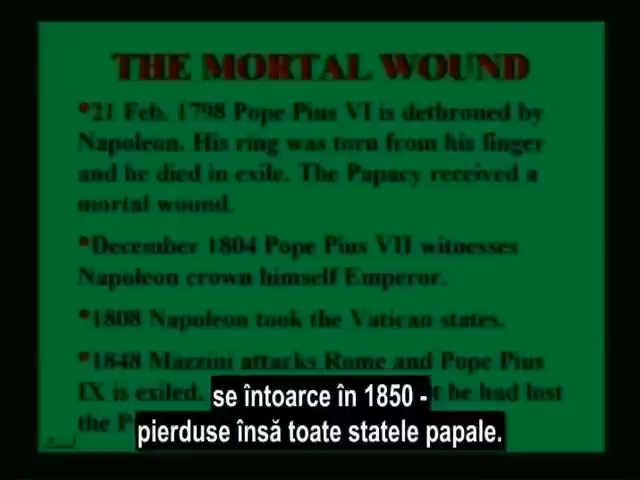 THE MORTAL WOUND
•21 Feb. 1798 Pope Pius VI is dethroned by
Napoleon. His ring was torn from his finger
and he died in exile. The Papacy received a
mortal wound.
•December 1804 Pope Pius VII witnesses
Napoleon crown himself Emperor.
•1808 Napoleon took the Vatican states.
•1848 Mazzini attacks Rome and Pope Pius
IX is exiled. he had lost
the
se întoarce în 1850 -
pierduse însă toate statele papale.